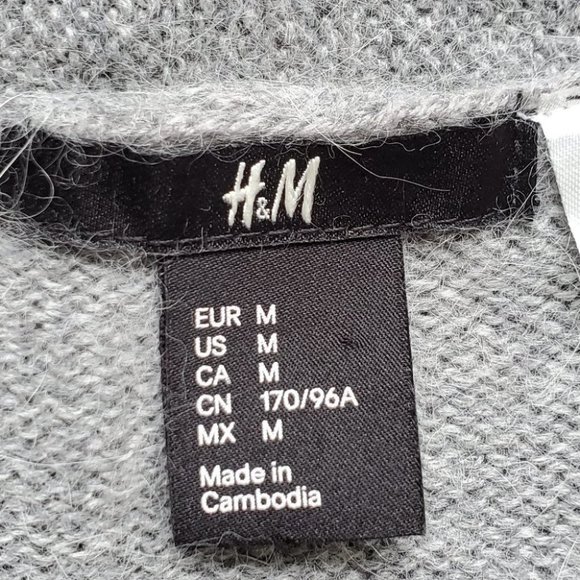 H&M
EUR M
US M
CA M
CN 170/96A
MX M
Made in
Cambodia